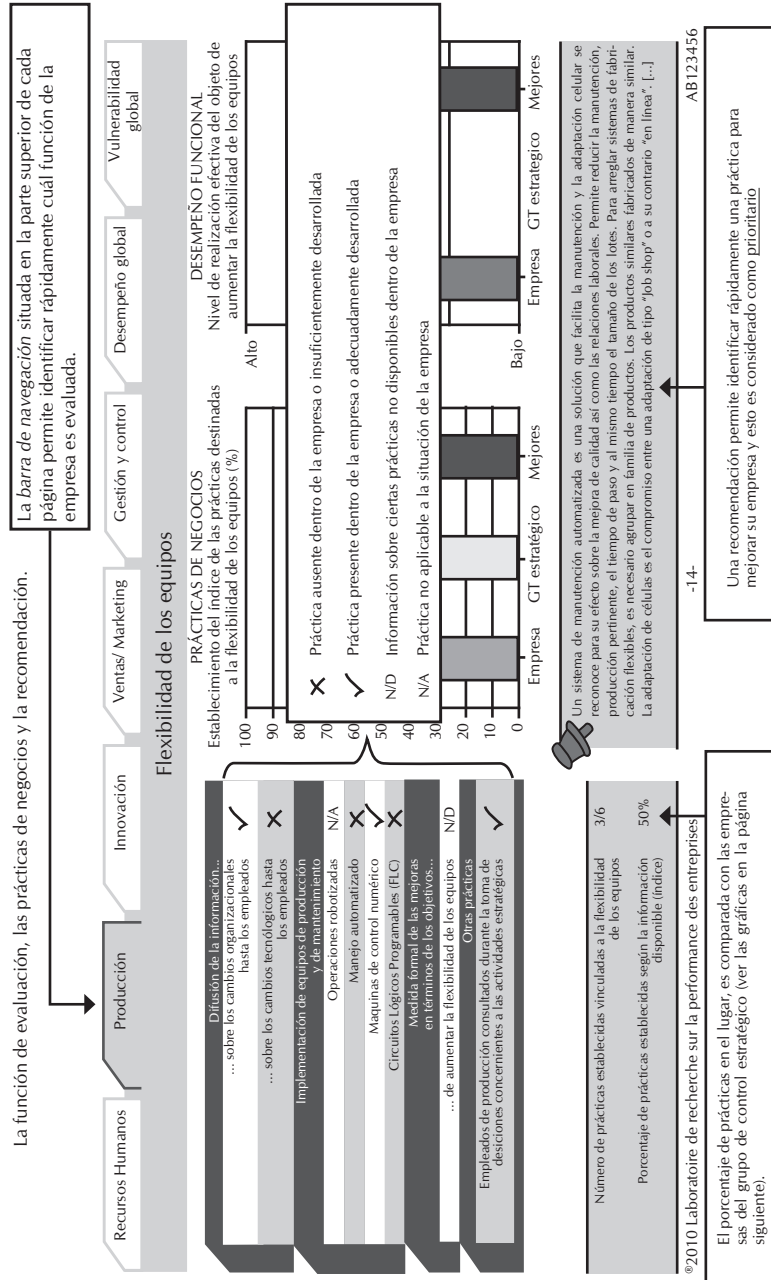 La función de evaluación, las prácticas de negocios y la recomendación.
La barra de navegación situada en la parte superior de cada
página permite identificar rápidamente cuál función de la
empresa es evaluada.
Recursos Humanos
Producción
Innovación
Ventas/ Marketing
Gestión y control
Desempeño global
Vulnerabilidad
global
Flexibilidad de los equipos
Difusión de la información...
... sobre los cambios organizacionales
hasta los empleados
... sobre los cambios tecnólogicos hasta
los empleados
Implementación de equipos de producción
y de mantenimiento
Operaciones robotizadas N/A
Manejo automatizado
Maquinas de control numérico
Circuitos Lógicos Programables (FLC)
Medida formal de las mejoras
en términos de los objetivos...
... de aumentar la flexibilidad de los equipos N/D
Otras prácticas
Empleados de producción consultados durante la toma de
desiciones concernientes a las actividades estratégicas
PRÁCTICAS DE NEGOCIOS
Establecimiento del índice de las prácticas destinadas
a la flexibilidad de los equipos (%)
100
90
80
70
60
50
40
30
20
10
0
Empresa
GT estratégico
Mejores
DESEMPEÑO FUNCIONAL
Nivel de realización efectiva del objeto de
aumentar la flexibilidad de los equipos
Alto
Bajo
Empresa
GT estrategico
Mejores
Práctica ausente dentro de la empresa o insuficientemente desarrollada
Práctica presente dentro de la empresa o adecuadamente desarrollada
N/D Información sobre ciertas prácticas no disponibles dentro de la empresa
N/A Práctica no aplicable a la situación de la empresa
Número de prácticas establecidas vinculadas a la flexibilidad
de los equipos
3/6
Porcentaje de prácticas establecidas según la información
disponible (índice)
50%
Un sistema de manutención automatizada es una solución que facilita la manutención y la adaptación celular se
reconoce para su efecto sobre la mejora de calidad así como las relaciones laborales. Permite reducir la manutención,
producción pertinente, el tiempo de paso y al mismo tiempo el tamaño de los lotes. Para arreglar sistemas de fabri-
cación flexibles, es necesario agrupar en familia de productos. Los productos similares fabricados de manera similar.
La adaptación de células es el compromiso entre una adaptación de tipo "job shop" o a su contrario "en línea". [...]
®2010 Laboratoire de recherche sur la performance des entreprises
-14-
AB123456
El porcentaje de prácticas en el lugar, es comparada con las empre-
sas del grupo de control estratégico (ver las gráficas en la página
siguiente).
Una recomendación permite identificar rápidamente una práctica para
mejorar su empresa y esto es considerado como prioritario